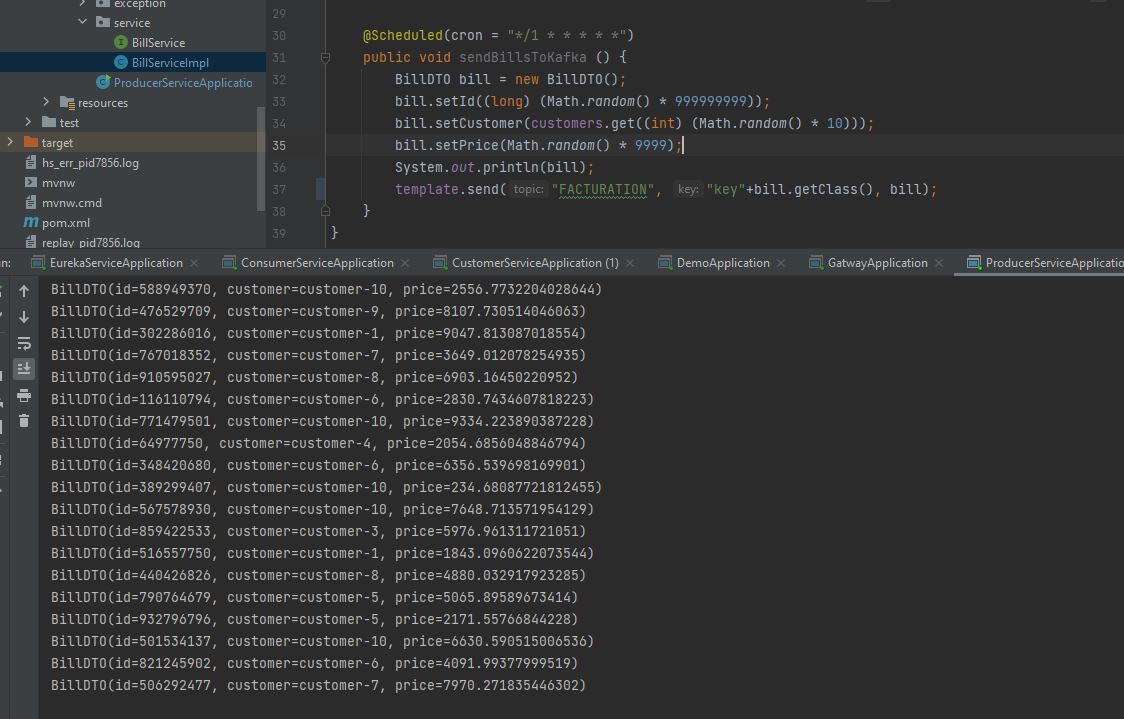 exception
service
BillService
BillServiceImpl
ProducerServiceApplicatio
resources
test
target
hs_err_pid7856.log
mvnw
mvnw.cmd
pom.xml
replay_pid7856.log
29
30 @Scheduled(cron = "*/1 * * * * *")
31 public void sendBillsToKafka () {
32 BillDTO bill = new BillDTO();
33 bill.setId((long) (Math.random() * 999999999));
34 bill.setCustomer(customers.get((int) (Math.random() * 10)));
35 bill.setPrice(Math.random() * 9999);
36 System.out.println(bill);
37 template.send( topic: "FACTURATION", key: "key"+bill.getClass(), bill);
38 }
39 }
n: EurekaServiceApplication ConsumerServiceApplication CustomerServiceApplication (1) DemoApplication GatwayApplication ProducerServiceApplicatio
BillDTO(id=588949370, customer=customer-10, price=2556.7732204028644)
BillDTO(id=476529709, customer=customer-9, price=8107.730514046063)
BillDTO(id=302286016, customer=customer-1, price=9047.813087018554)
BillDTO(id=767018352, customer=customer-7, price=3649.012078254935)
BillDTO(id=910595027, customer=customer-8, price=6903.16450220952)
BillDTO(id=116110794, customer=customer-6, price=2830.7434607818223)
BillDTO(id=771479501, customer=customer-10, price=9334.223890387228)
BillDTO(id=64977750, customer=customer-4, price=2054.6856048846794)
BillDTO(id=348420680, customer=customer-6, price=6356.539698169901)
BillDTO(id=389299407, customer=customer-10, price=234.68087721812455)
BillDTO(id=567578930, customer=customer-10, price=7648.713571954129)
BillDTO(id=859422533, customer=customer-3, price=5976.961311721051)
BillDTO(id=516557750, customer=customer-1, price=1843.0960622073544)
BillDTO(id=440426826, customer=customer-8, price=4880.032917923285)
BillDTO(id=790764679, customer=customer-5, price=5065.89589673414)
BillDTO(id=932796796, customer=customer-5, price=2171.55766844228)
BillDTO(id=501534137, customer=customer-10, price=6630.590515006536)
BillDTO(id=821245902, customer=customer-6, price=4091.99377999519)
BillDTO(id=506292477, customer=customer-7, price=7970.271835446302)